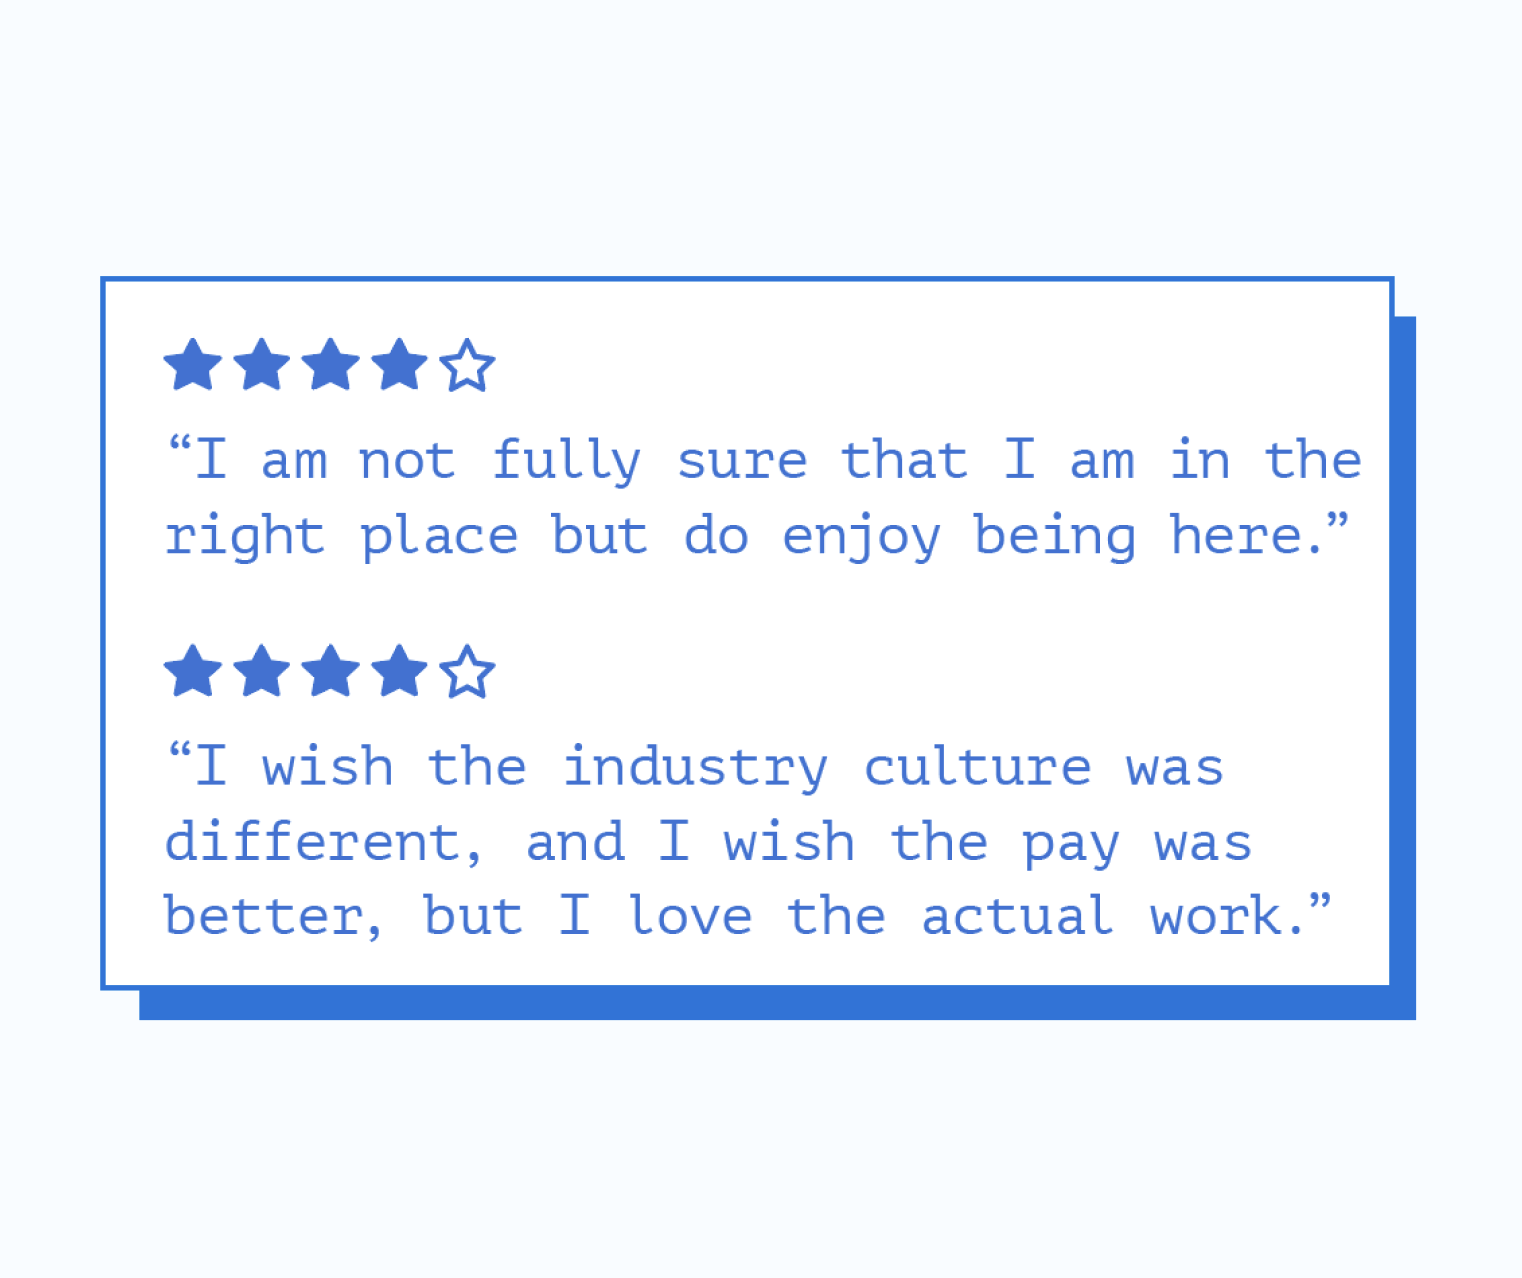 “I am not fully sure that I am in the
right place but do enjoy being here.”
“I wish the industry culture was
different, and I wish the pay was
better, but I love the actual work.”